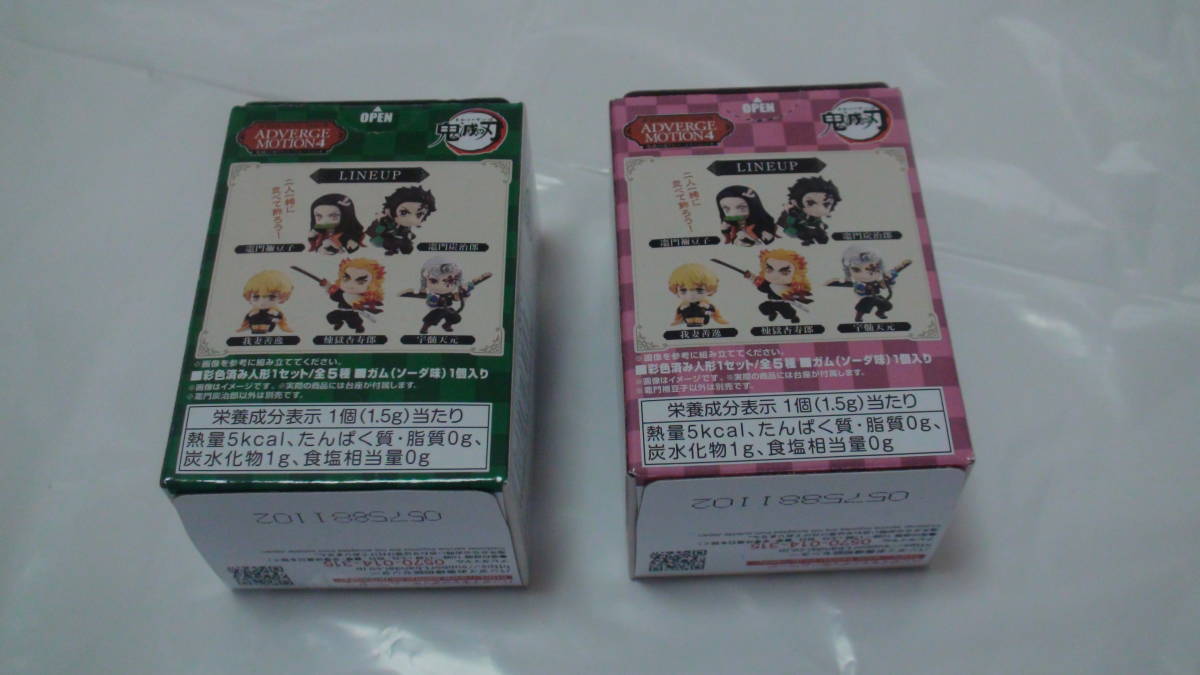 OPEN
ADVERGE
MOTION4
鬼滅の刃
LINEUP
二人一緒に
並べて飾ろう!
竈門禰豆子
竈門炭治郎
我妻善逸
煉獄杏寿郎
宇髄天元
※画像を参考に組み立ててください。
■彩色済み人形1セット/全5種 ■ガム(ソーダ味)1個入り
※画像はイメージです。※実際の商品には台座が付属します。
※竈門炭治郎以外は別売です。
栄養成分表示 1個(1.5g)当たり
熱量5kcal、たんぱく質・脂質0g、
炭水化物1g、食塩相当量0g
0575881102
0570-014-315
OPEN
ADVERGE
MOTION4
鬼滅の刃
LINEUP
二人一緒に
並べて飾ろう!
竈門禰豆子
竈門炭治郎
我妻善逸
煉獄杏寿郎
宇髄天元
※画像を参考に組み立ててください。
■彩色済み人形1セット/全5種 ■ガム(ソーダ味)1個入り
※画像はイメージです。※実際の商品には台座が付属します。
※竈門禰豆子以外は別売です。
栄養成分表示 1個(1.5g)当たり
熱量5kcal、たんぱく質・脂質0g、
炭水化物1g、食塩相当量0g
0575881102
0570-014-315